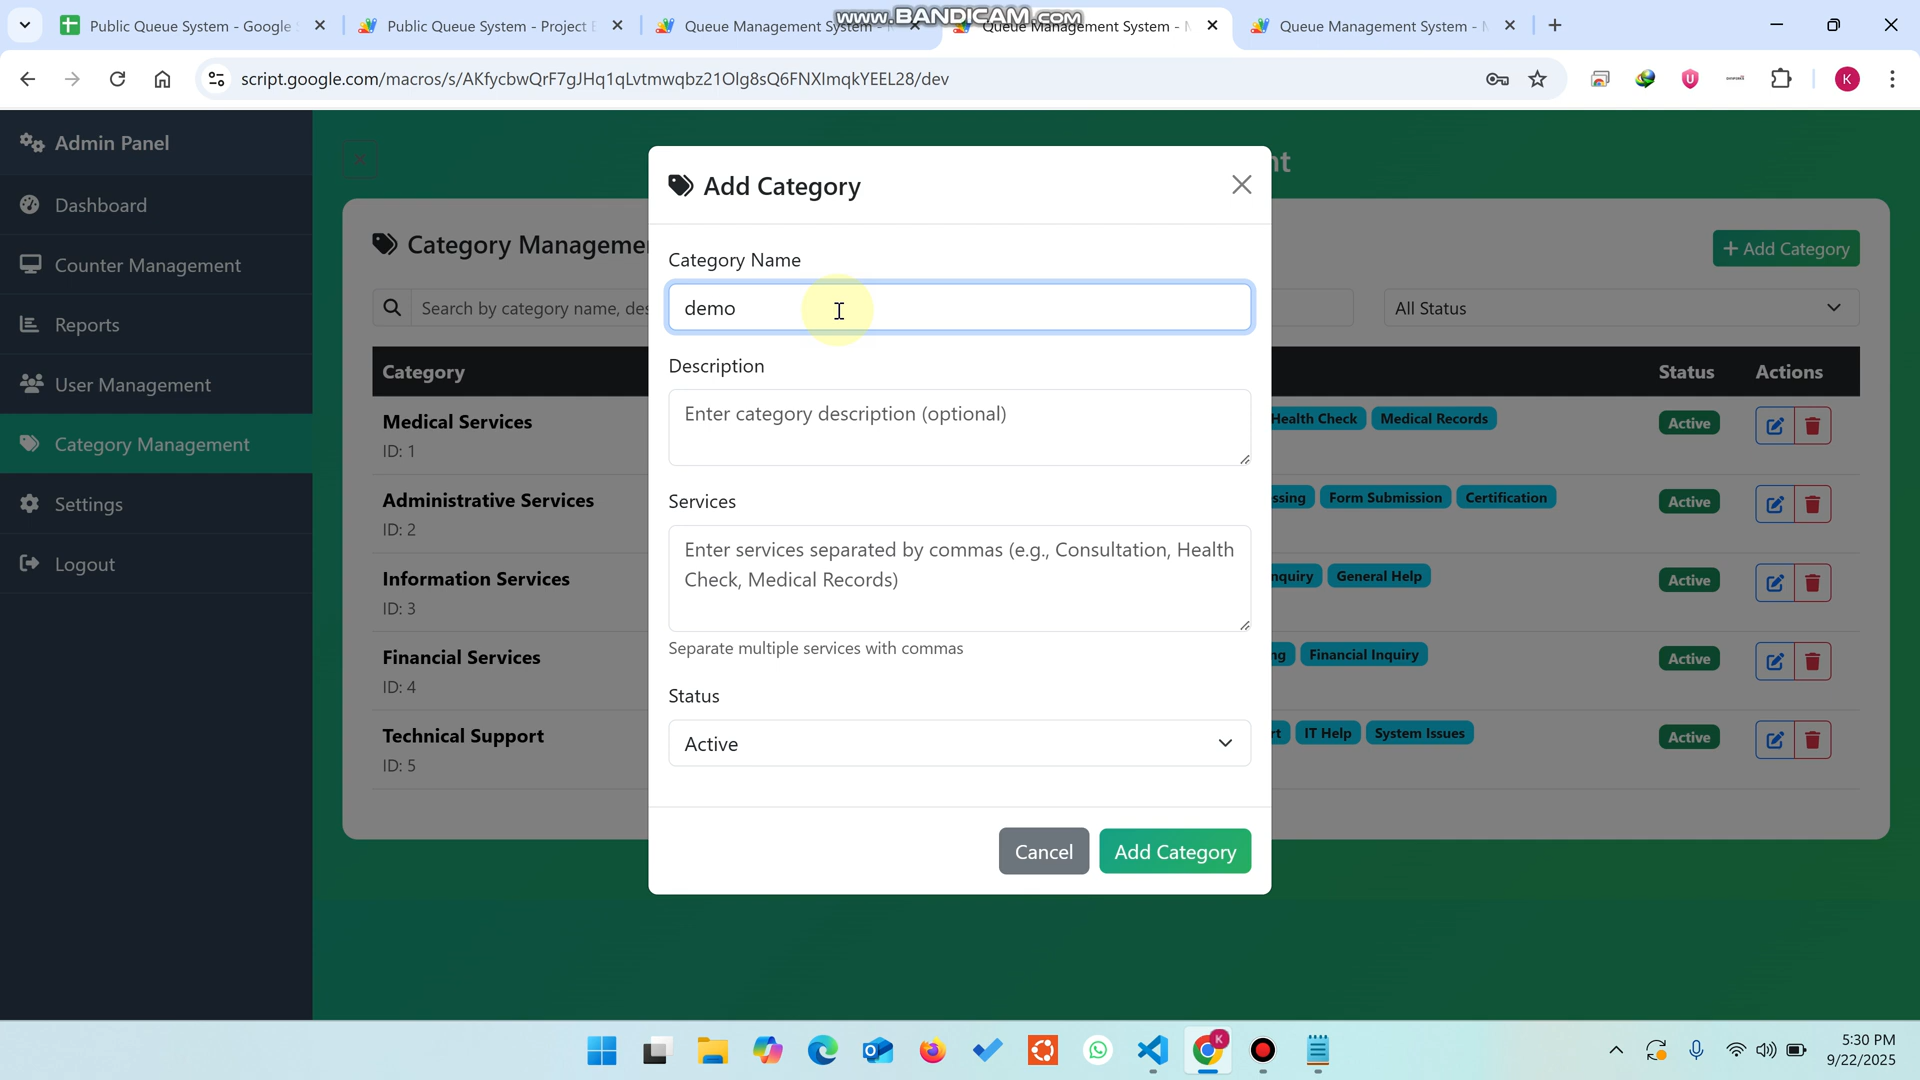 Public Queue System - Google S
Public Queue System - Project E
Queue Management System -
Queue Management System - M
Queue Management System - M
www.BANDICAM.com
script.google.com/macros/s/AKfycbwQrF7gJHq1qLvtmwqbz21Olg8sQ6FNXImqkYEEL28/dev
K
Admin Panel
Dashboard
Counter Management
Reports
User Management
Category Management
Settings
Logout
nt
Category Manageme
+ Add Category
Search by category name, des
All Status
Category
Status
Actions
Medical Services
ID: 1
Health Check
Medical Records
Active
Administrative Services
ID: 2
ssing
Form Submission
Certification
Active
Information Services
ID: 3
nquiry
General Help
Active
Financial Services
ID: 4
ng
Financial Inquiry
Active
Technical Support
ID: 5
rt
IT Help
System Issues
Active
Add Category
Category Name
demo
Description
Enter category description (optional)
Services
Enter services separated by commas (e.g., Consultation, Health
Check, Medical Records)
Separate multiple services with commas
Status
Active
Cancel
Add Category
K
5:30 PM
9/22/2025